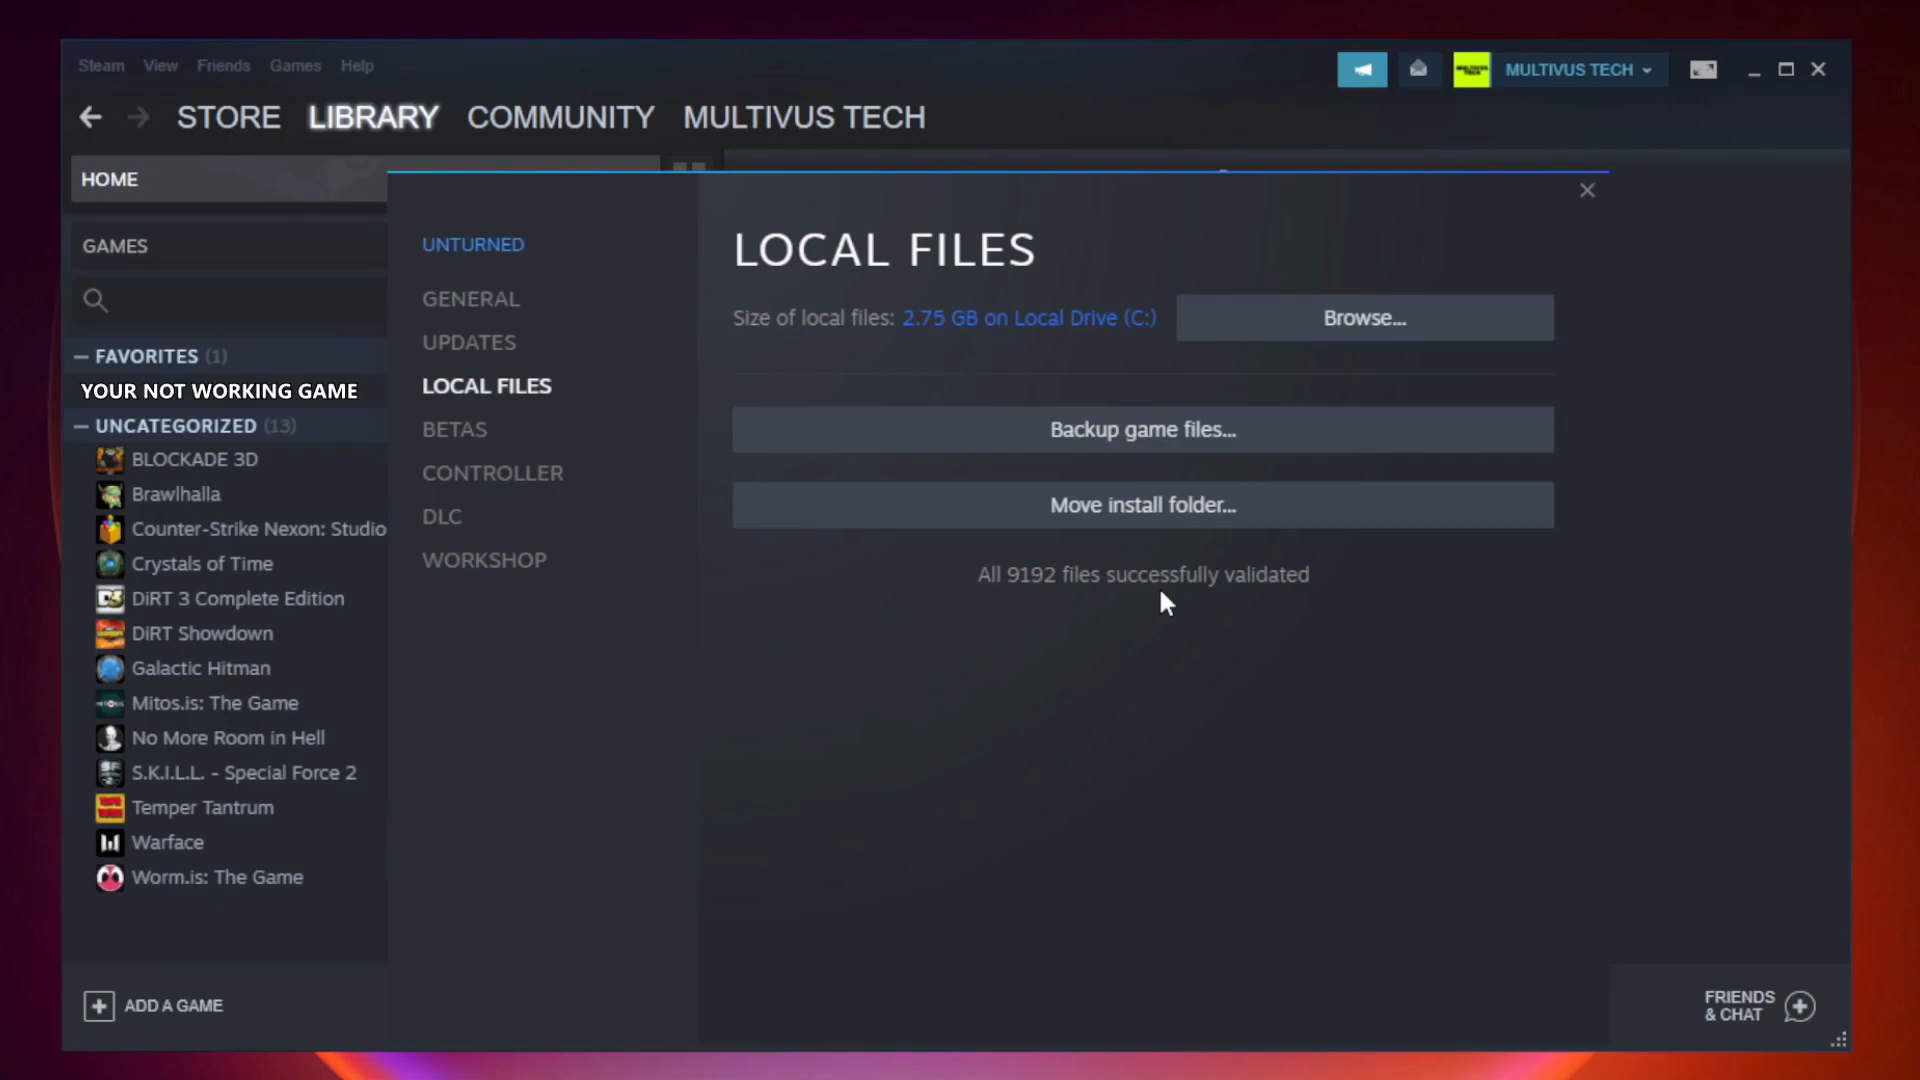 Steam View Friends Games Help
MULTIVUS TECH
STORE LIBRARY COMMUNITY MULTIVUS TECH
HOME
GAMES
FAVORITES (1)
YOUR NOT WORKING GAME
UNCATEGORIZED (13)
BLOCKADE 3D
Brawlhalla
Counter-Strike Nexon: Studio
Crystals of Time
DiRT 3 Complete Edition
DiRT Showdown
Galactic Hitman
Mitos.is: The Game
No More Room in Hell
S.K.I.L.L. - Special Force 2
Temper Tantrum
Warface
Worm.is: The Game
ADD A GAME
UNTURNED
GENERAL
UPDATES
LOCAL FILES
BETAS
CONTROLLER
DLC
WORKSHOP
LOCAL FILES
Size of local files: 2.75 GB on Local Drive (C:) Browse...
Backup game files...
Move install folder...
All 9192 files successfully validated
FRIENDS
& CHAT